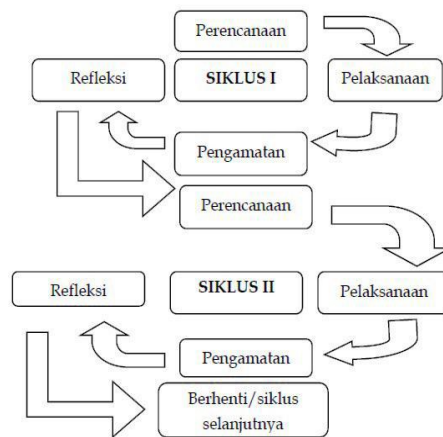 Perencanaan
Refleksi
SIKLUS I
Pelaksanaan
Pengamatan
Perencanaan
Refleksi
SIKLUS II
Pelaksanaan
Pengamatan
Berhenti/siklus
selanjutnya